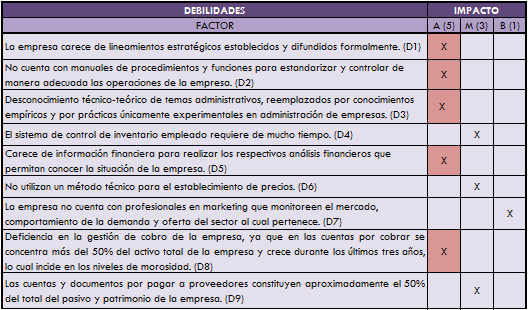 DEBILIDADES IMPACTO
FACTOR A (5) M (3) B (1)
La empresa carece de lineamientos estratégicos establecidos y difundidos formalmente. (D1) X
No cuenta con manuales de procedimientos y funciones para estandarizar y controlar de
manera adecuada las operaciones de la empresa. (D2) X
Desconocimiento técnico-teórico de temas administrativos, reemplazados por conocimientos
empíricos y por prácticas únicamente experimentales en administración de empresas. (D3) X
El sistema de control de inventario empleado requiere de mucho tiempo. (D4) X
Carece de información financiera para realizar los respectivos análisis financieros que
permitan conocer la situación de la empresa. (D5) X
No utilizan un método técnico para el establecimiento de precios. (D6) X
La empresa no cuenta con profesionales en marketing que monitoreen el mercado,
comportamiento de la demanda y oferta del sector al cual pertenece. (D7) X
Deficiencia en la gestión de cobro de la empresa, ya que en las cuentas por cobrar se
concentra más del 50% del activo total de la empresa y crece durante los últimos tres años,
lo cual incide en los niveles de morosidad. (D8) X
Las cuentas y documentos por pagar a proveedores constituyen aproximadamente el 50%
del total del pasivo y patrimonio de la empresa. (D9) X